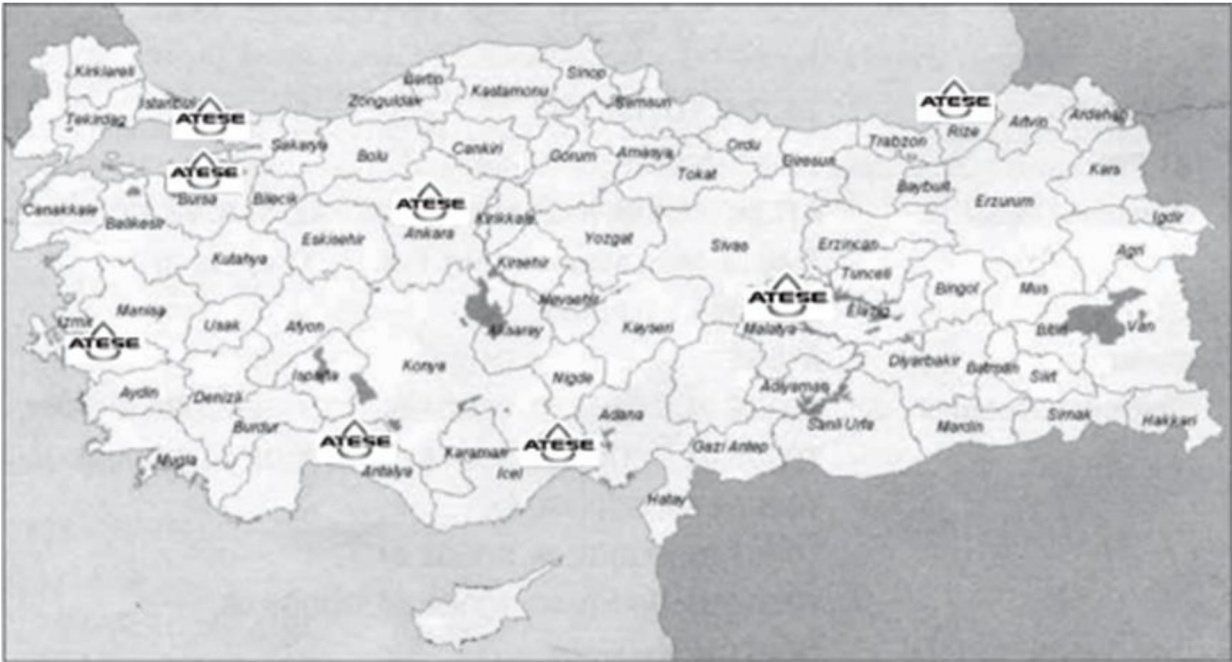 Kirklareli
Tekirdag
Istanbul
ATESE
Sakarya
Bolu
Zonguldak
Bartin
Kastamonu
Sinop
Samsun
Cankiri
Gorum
Amasya
Tokat
Ordu
Giresun
Trabzon
ATESE
Rize
Artvin
Ardehan
Kars
Canakkale
Balikesir
ATESE
Bursa
Bilecik
Kutahya
Eskisehir
ATESE
Ankara
Kirikkale
Kirsehir
Yozgat
Sivas
Erzincan
Bayburt
Erzurum
Igdir
Agri
Tunceli
Bingol
Mus
Manisa
Izmir
ATESE
Usak
Afyon
Konya
Aksaray
Nevsehir
Kayseri
ATESE
Malatya
Elazig
Bitlis
Van
Aydin
Denizli
Isparta
Burdur
Nigde
Adana
Adiyaman
Diyarbakir
Batman
Siirt
Mugla
ATESE
Antalya
Karaman
ATESE
Icel
Gazi Antep
Sanli Urfa
Mardin
Sirnak
Hakkari
Hatay